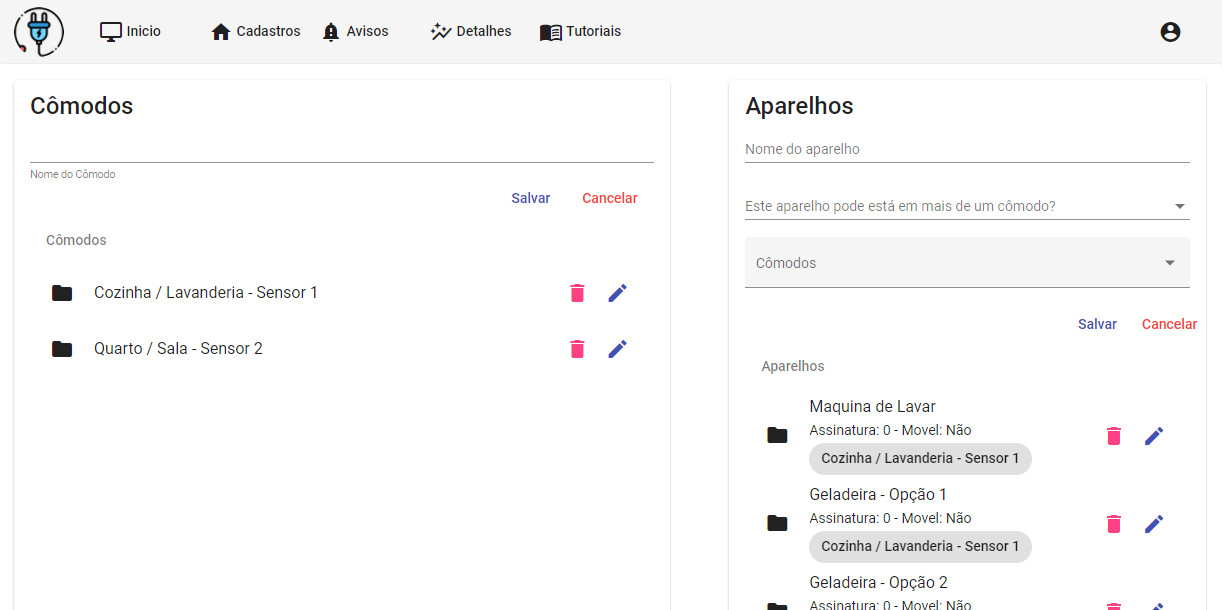 Inicio
Cadastros
Avisos
Detalhes
Tutoriais
Cômodos
Nome do Cômodo
Salvar
Cancelar
Cômodos
Cozinha / Lavanderia - Sensor 1
Quarto / Sala - Sensor 2
Aparelhos
Nome do aparelho
Este aparelho pode está em mais de um cômodo?
Cômodos
Salvar
Cancelar
Aparelhos
Maquina de Lavar
Assinatura: 0 - Movel: Não
Cozinha / Lavanderia - Sensor 1
Geladeira - Opção 1
Assinatura: 0 - Movel: Não
Cozinha / Lavanderia - Sensor 1
Geladeira - Opção 2
Assinatura: 0 - Movel: Não